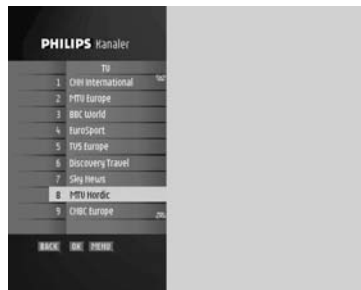 PHILIPS Kanaler
TV
1 CNN International
2 MTV Europe
3 BBC World
4 EuroSport
5 TV5 Europe
6 Discovery Travel
7 Sky News
8 MTV Nordic
9 CNBC Europe
BACK OK MENU